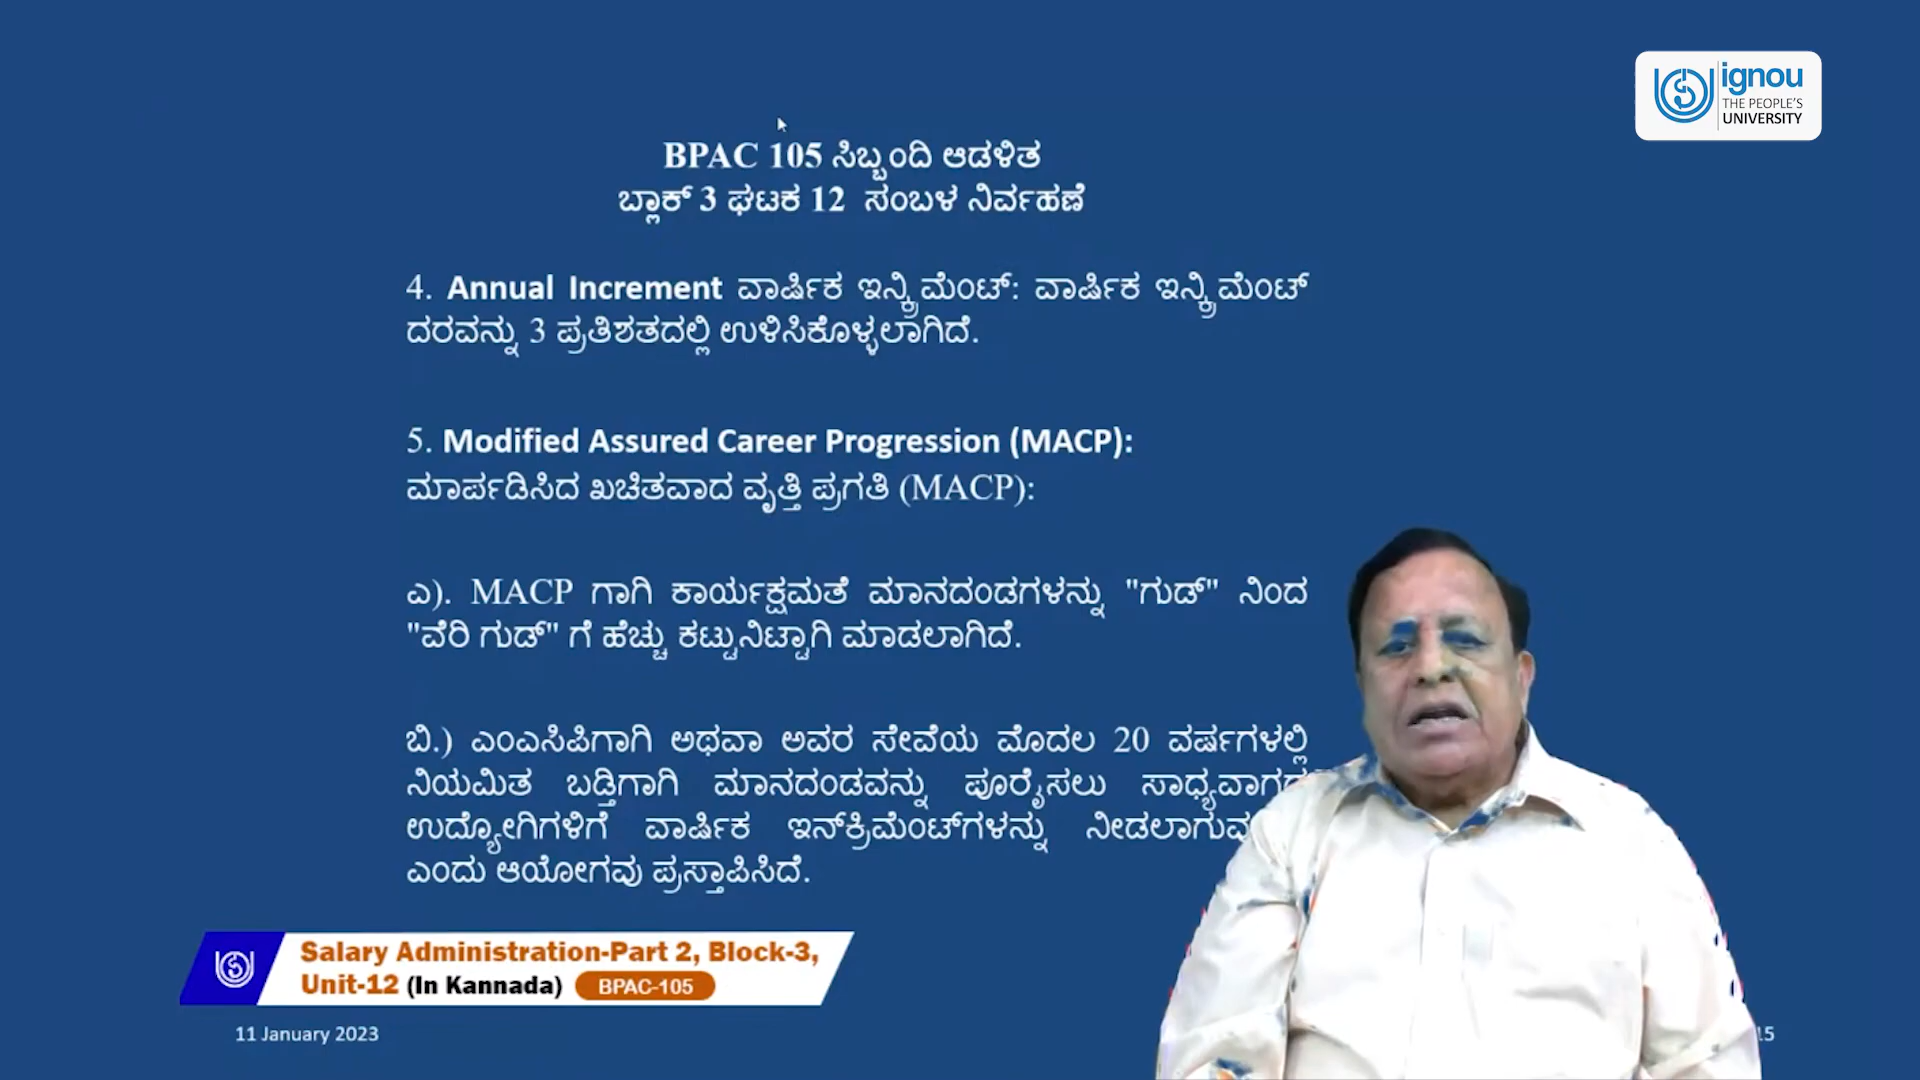 ignou
THE PEOPLE'S
UNIVERSITY
BPAC 105 ಸಿಬ್ಬಂದಿ ಆಡಳಿತ
ಬ್ಲಾಕ್ 3 ಘಟಕ 12 ಸಂಬಳ ನಿರ್ವಹಣೆ
4. Annual Increment ವಾರ್ಷಿಕ ಇನ್ಕ್ರಿಮೆಂಟ್: ವಾರ್ಷಿಕ ಇನ್ಕ್ರಿಮೆಂಟ್
ದರವನ್ನು 3 ಪ್ರತಿಶತದಲ್ಲಿ ಉಳಿಸಿಕೊಳ್ಳಲಾಗಿದೆ.
5. Modified Assured Career Progression (MACP):
ಮಾರ್ಪಡಿಸಿದ ಖಚಿತವಾದ ವೃತ್ತಿ ಪ್ರಗತಿ (MACP):
ಎ). MACP ಗಾಗಿ ಕಾರ್ಯಕ್ಷಮತೆ ಮಾನದಂಡಗಳನ್ನು "ಗುಡ್" ನಿಂದ
"ವೆರಿ ಗುಡ್" ಗೆ ಹೆಚ್ಚು ಕಟ್ಟುನಿಟ್ಟಾಗಿ ಮಾಡಲಾಗಿದೆ.
ಬಿ.) ಎಂಎಸಿಪಿಗಾಗಿ ಅಥವಾ ಅವರ ಸೇವೆಯ ಮೊದಲ 20 ವರ್ಷಗಳಲ್ಲಿ
ನಿಯಮಿತ ಬಡ್ತಿಗಾಗಿ ಮಾನದಂಡವನ್ನು ಪೂರೈಸಲು
ಉದ್ಯೋಗಿಗಳಿಗೆ ವಾರ್ಷಿಕ ಇನ್‌ಕ್ರಿಮೆಂಟ್‌ಗಳನ್ನು
ಎಂದು ಆಯೋಗವು ಪ್ರಸ್ತಾಪಿಸಿದೆ.
Salary Administration-Part 2, Block-3,
Unit-12 (In Kannada) BPAC-105
11 January 2023
15